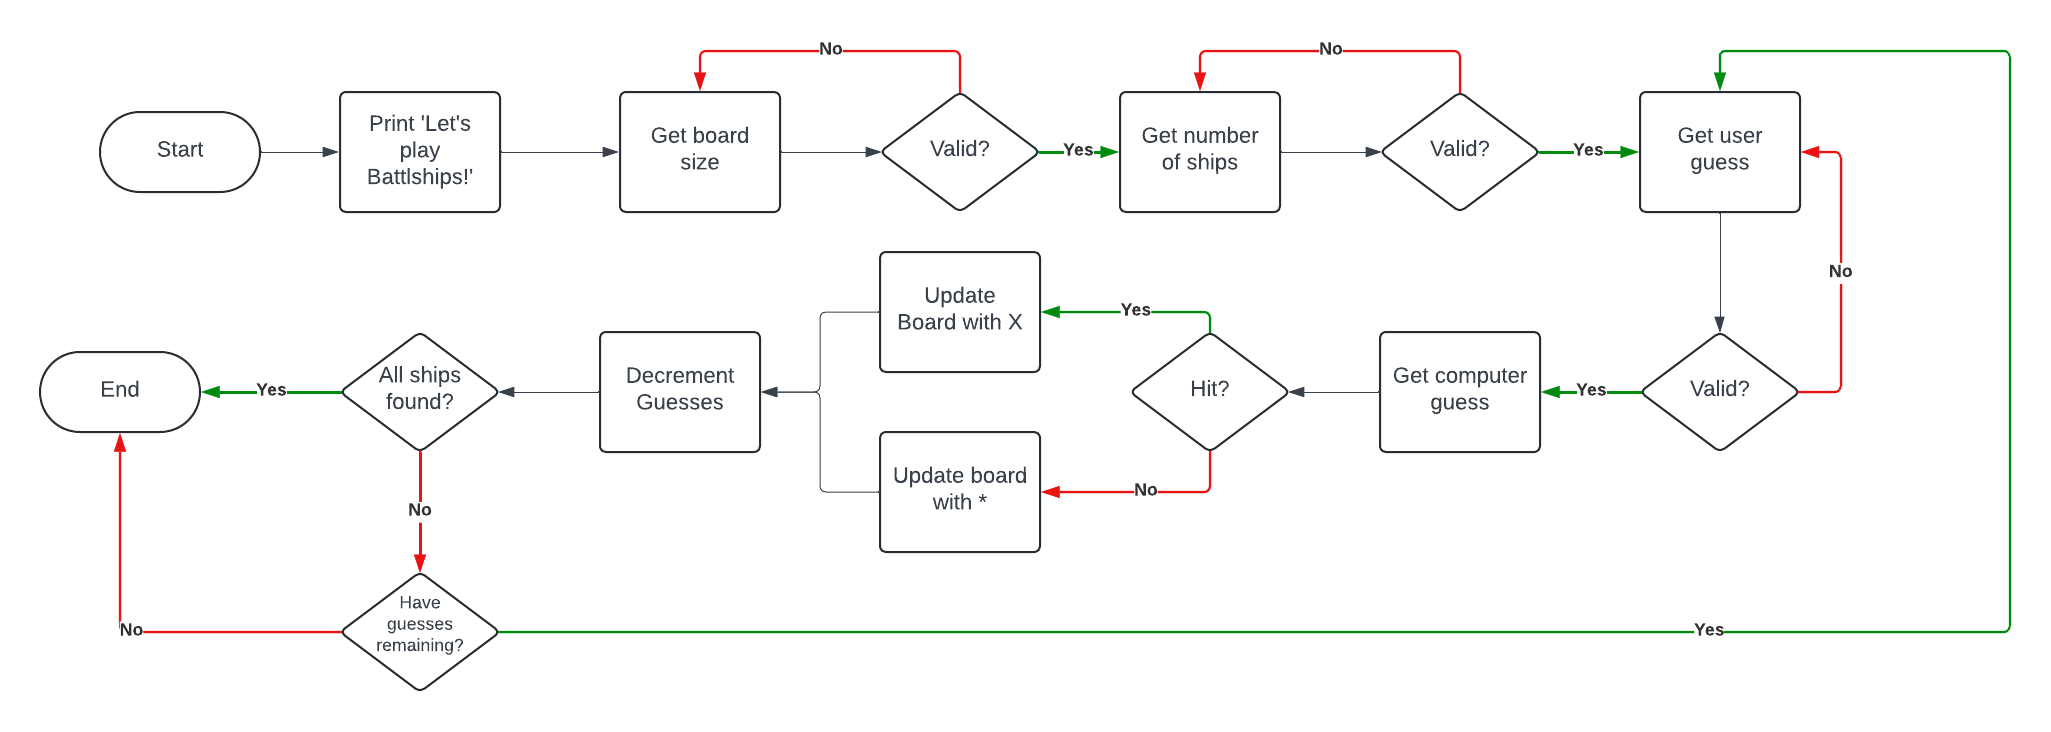 No
No
Start
Print 'Let's
play
Battlships!'
Get board
size
Valid?
Yes
Get number
of ships
Valid?
Yes
Get user
guess
No
Update
Board with X
Yes
End
Yes
All ships
found?
Decrement
Guesses
Hit?
Get computer
guess
Yes
Valid?
Update board
with *
No
No
Have
guesses
remaining?
No
Yes